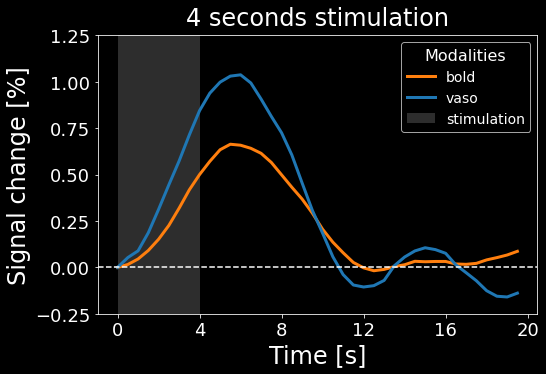 4 seconds stimulation
Signal change [%]
1.25
1.00
0.75
0.50
0.25
0.00
−0.25
Modalities
bold
vaso
stimulation
0 4 8 12 16 20
Time [s]